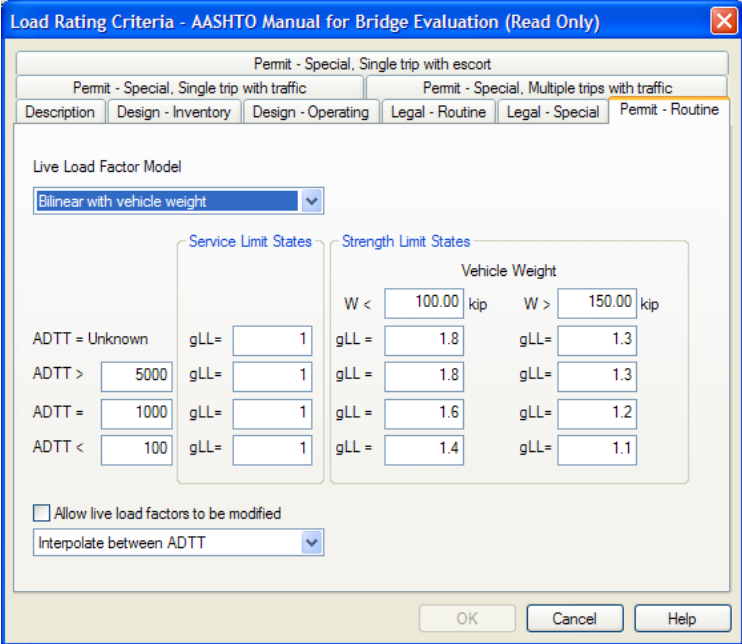 Load Rating Criteria - AASHTO Manual for Bridge Evaluation (Read Only)
Permit - Special, Single trip with escort
Permit - Special, Single trip with traffic Permit - Special, Multiple trips with traffic
Description Design - Inventory Design - Operating Legal - Routine Legal - Special Permit - Routine
Live Load Factor Model
Bilinear with vehicle weight
Service Limit States Strength Limit States
Vehicle Weight
W < 100.00 kip W > 150.00 kip
ADTT = Unknown gLL= 1 gLL = 1.8 gLL= 1.3
ADTT > 5000 gLL= 1 gLL = 1.8 gLL= 1.3
ADTT = 1000 gLL= 1 gLL = 1.6 gLL= 1.2
ADTT < 100 gLL= 1 gLL = 1.4 gLL= 1.1
Allow live load factors to be modified
Interpolate between ADTT
OK Cancel Help